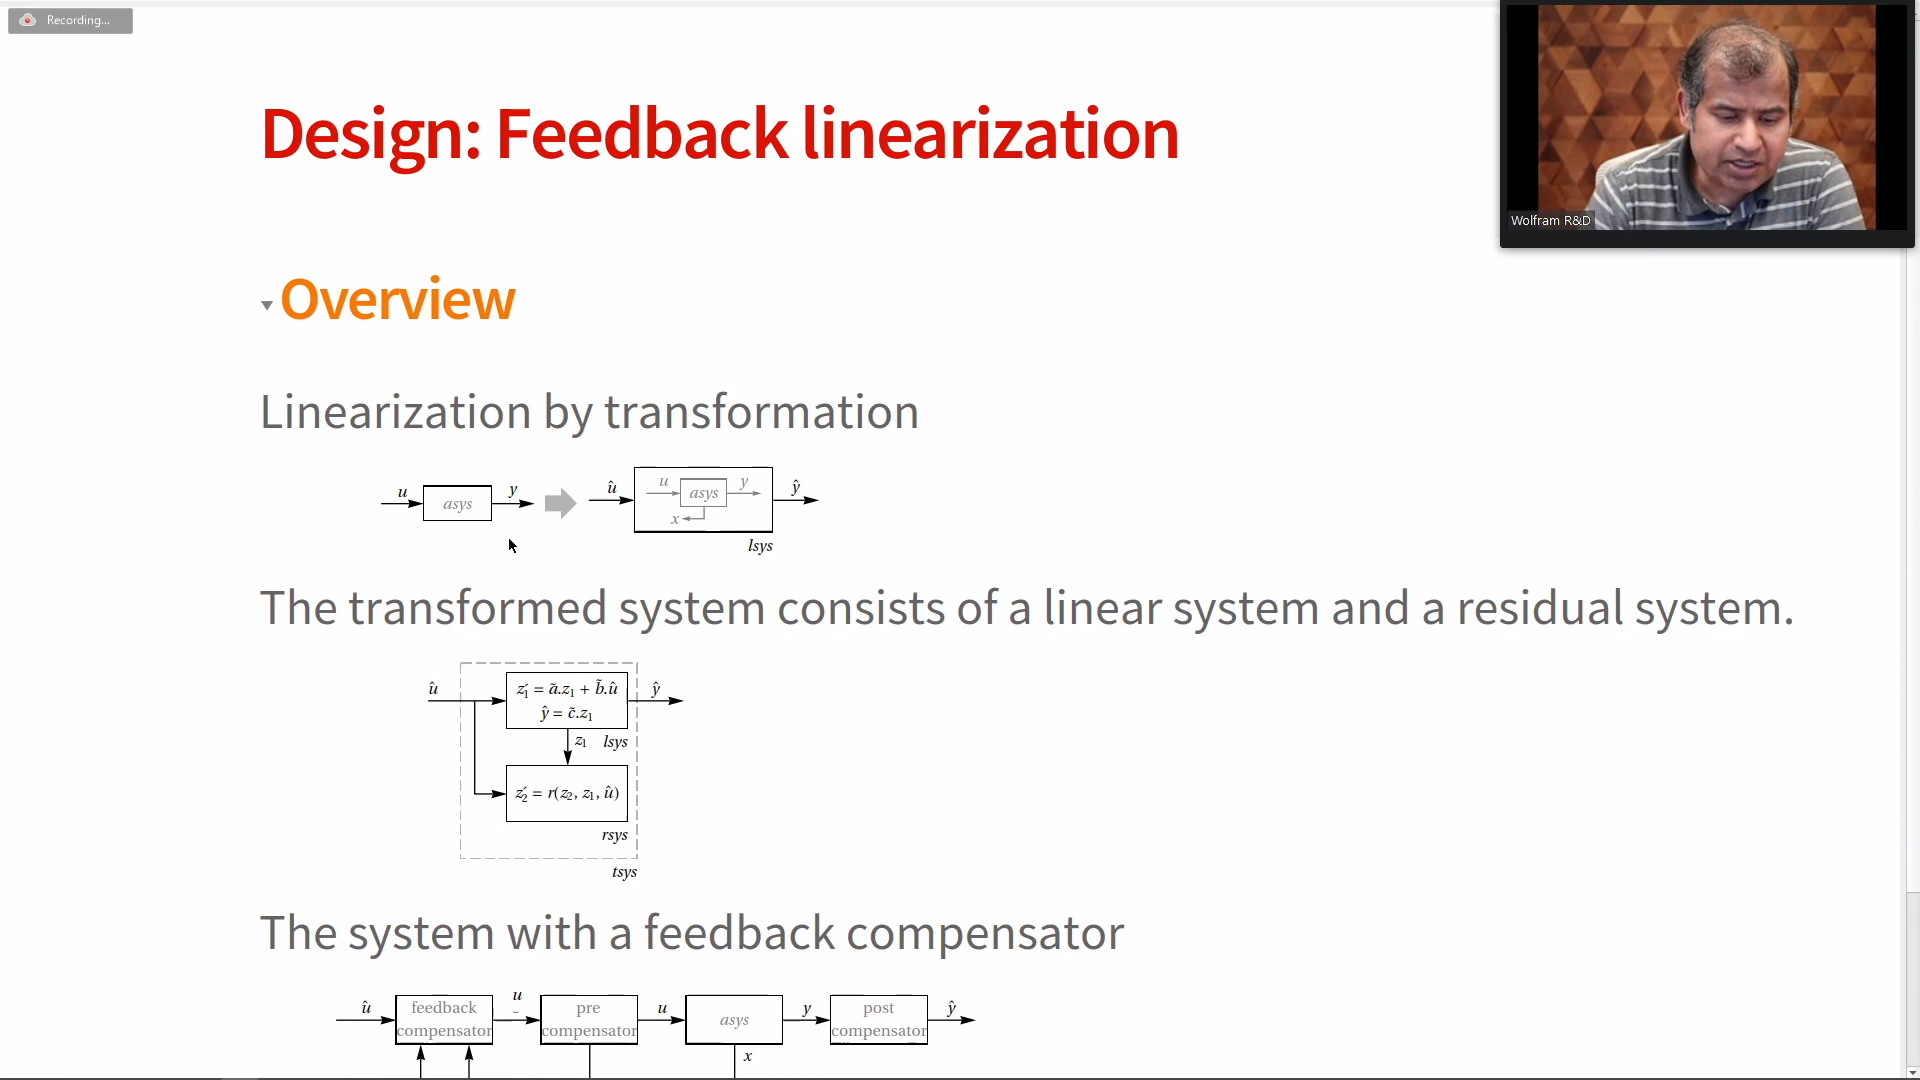 Recording...
Design: Feedback linearization
Wolfram R&D
Overview
Linearization by transformation
u asys y û u asys y ŷ
x
lsys
The transformed system consists of a linear system and a residual system.
û z₁′ = ã.z₁ + b̃.û ŷ
ŷ = c̃.z₁
z₁ lsys
z₂′ = r(z₂, z₁, û)
rsys
tsys
The system with a feedback compensator
û feedback compensator u pre compensator u asys y post compensator ŷ
x